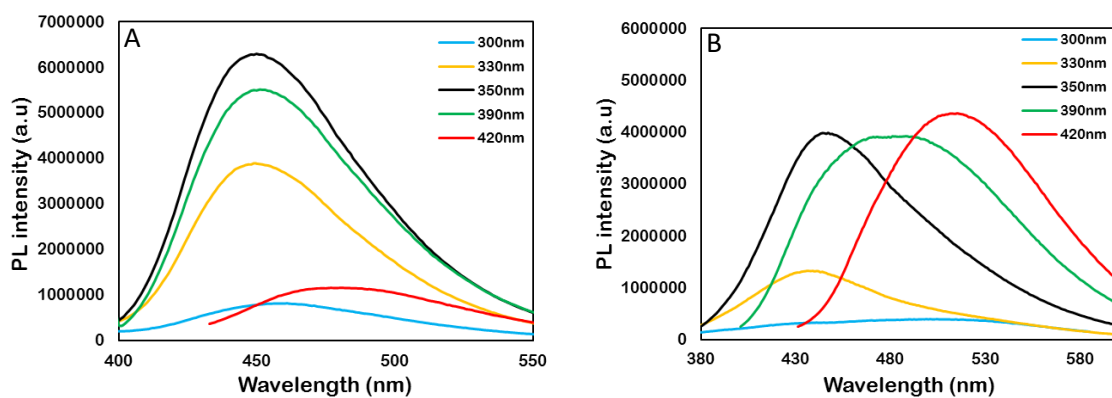 A
PL intensity (a.u)
7000000
6000000
5000000
4000000
3000000
2000000
1000000
0
400
450
500
550
Wavelength (nm)
300nm
330nm
350nm
390nm
420nm
B
PL intensity (a.u)
6000000
5000000
4000000
3000000
2000000
1000000
0
380
430
480
530
580
Wavelength (nm)
300nm
330nm
350nm
390nm
420nm